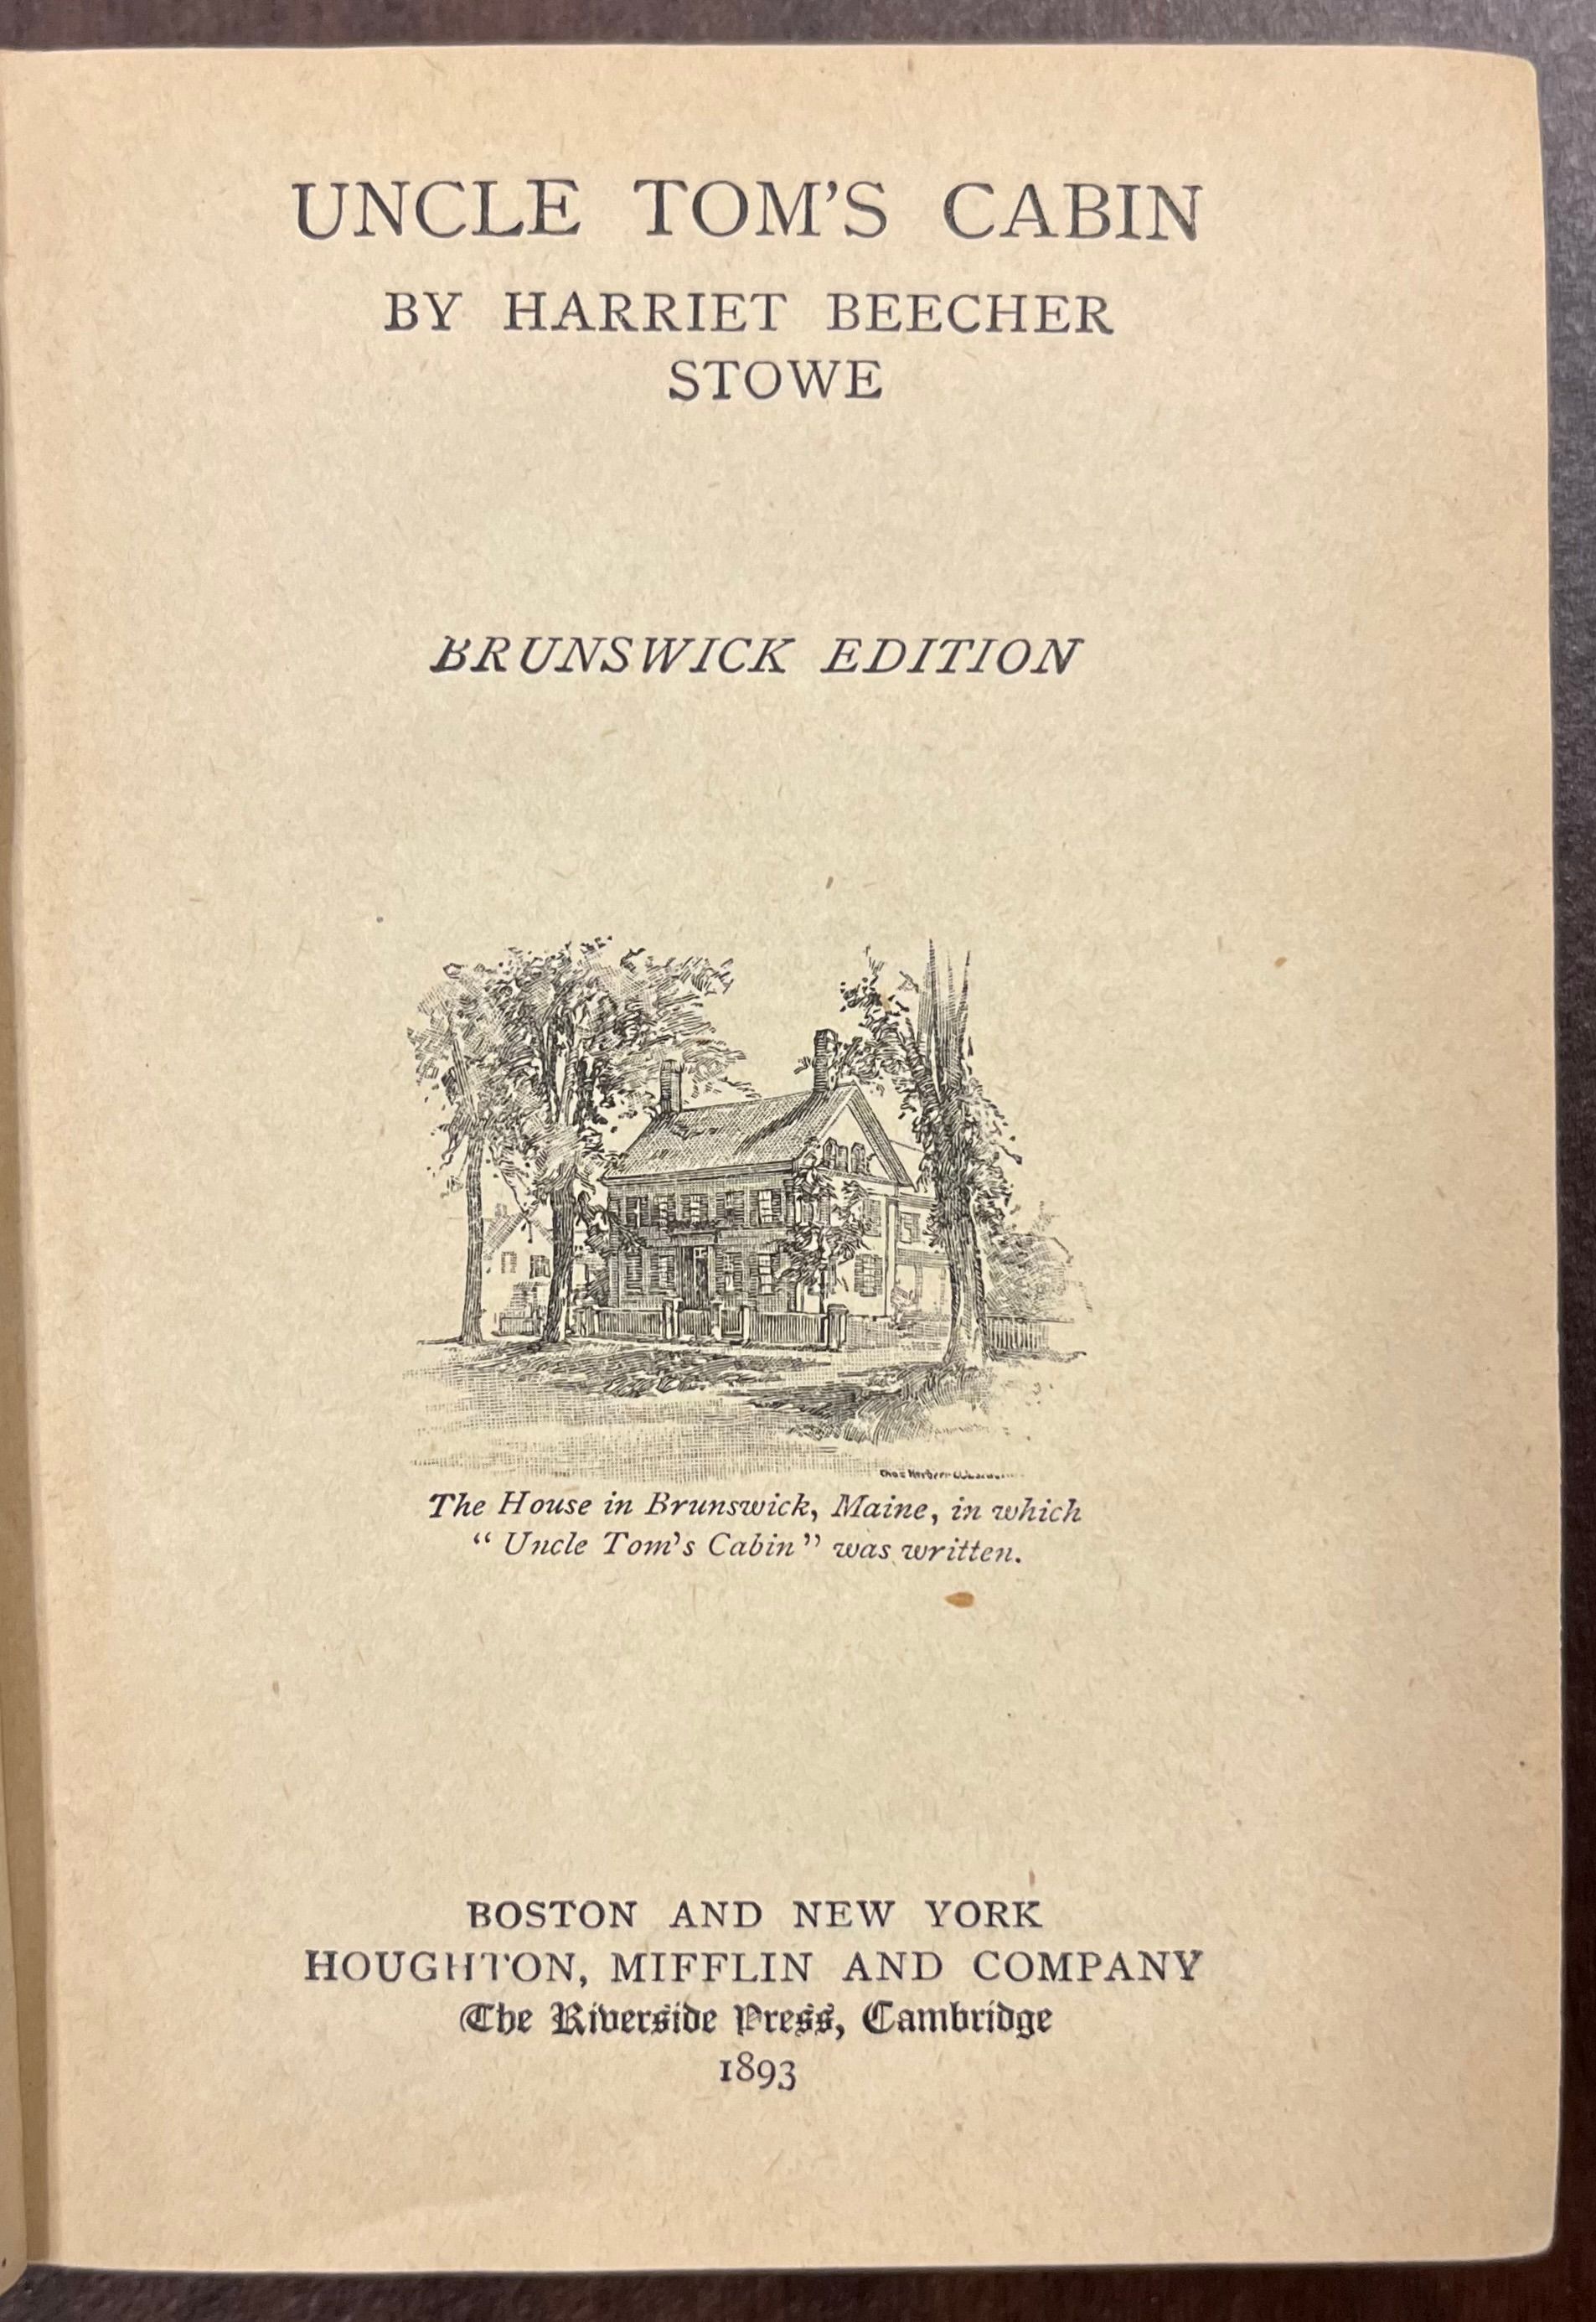 UNCLE TOM'S CABIN
BY HARRIET BEECHER
STOWE
BRUNSWICK EDITION
The House in Brunswick, Maine, in which
"Uncle Tom's Cabin" was written.
BOSTON AND NEW YORK
HOUGHTON, MIFFLIN AND COMPANY
The Riverside Press, Cambridge
1893